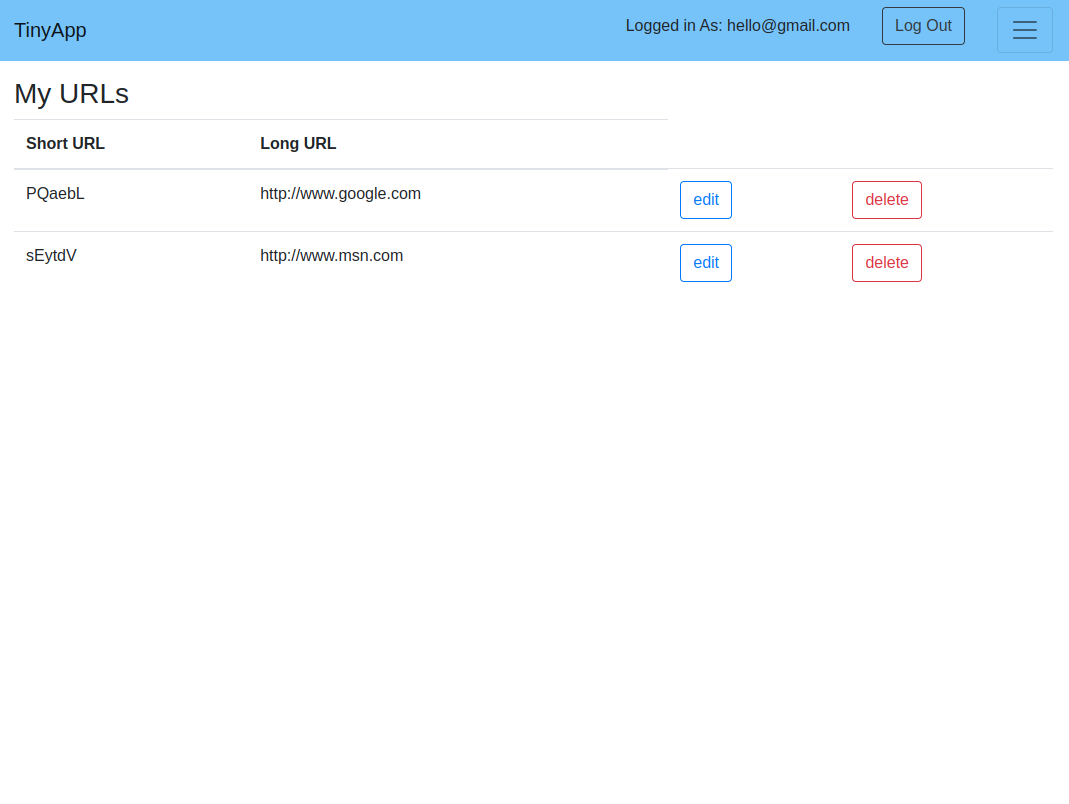 TinyApp
Logged in As: hello@gmail.com
Log Out
My URLs
Short URL Long URL
PQaebL http://www.google.com edit delete
sEytdV http://www.msn.com edit delete